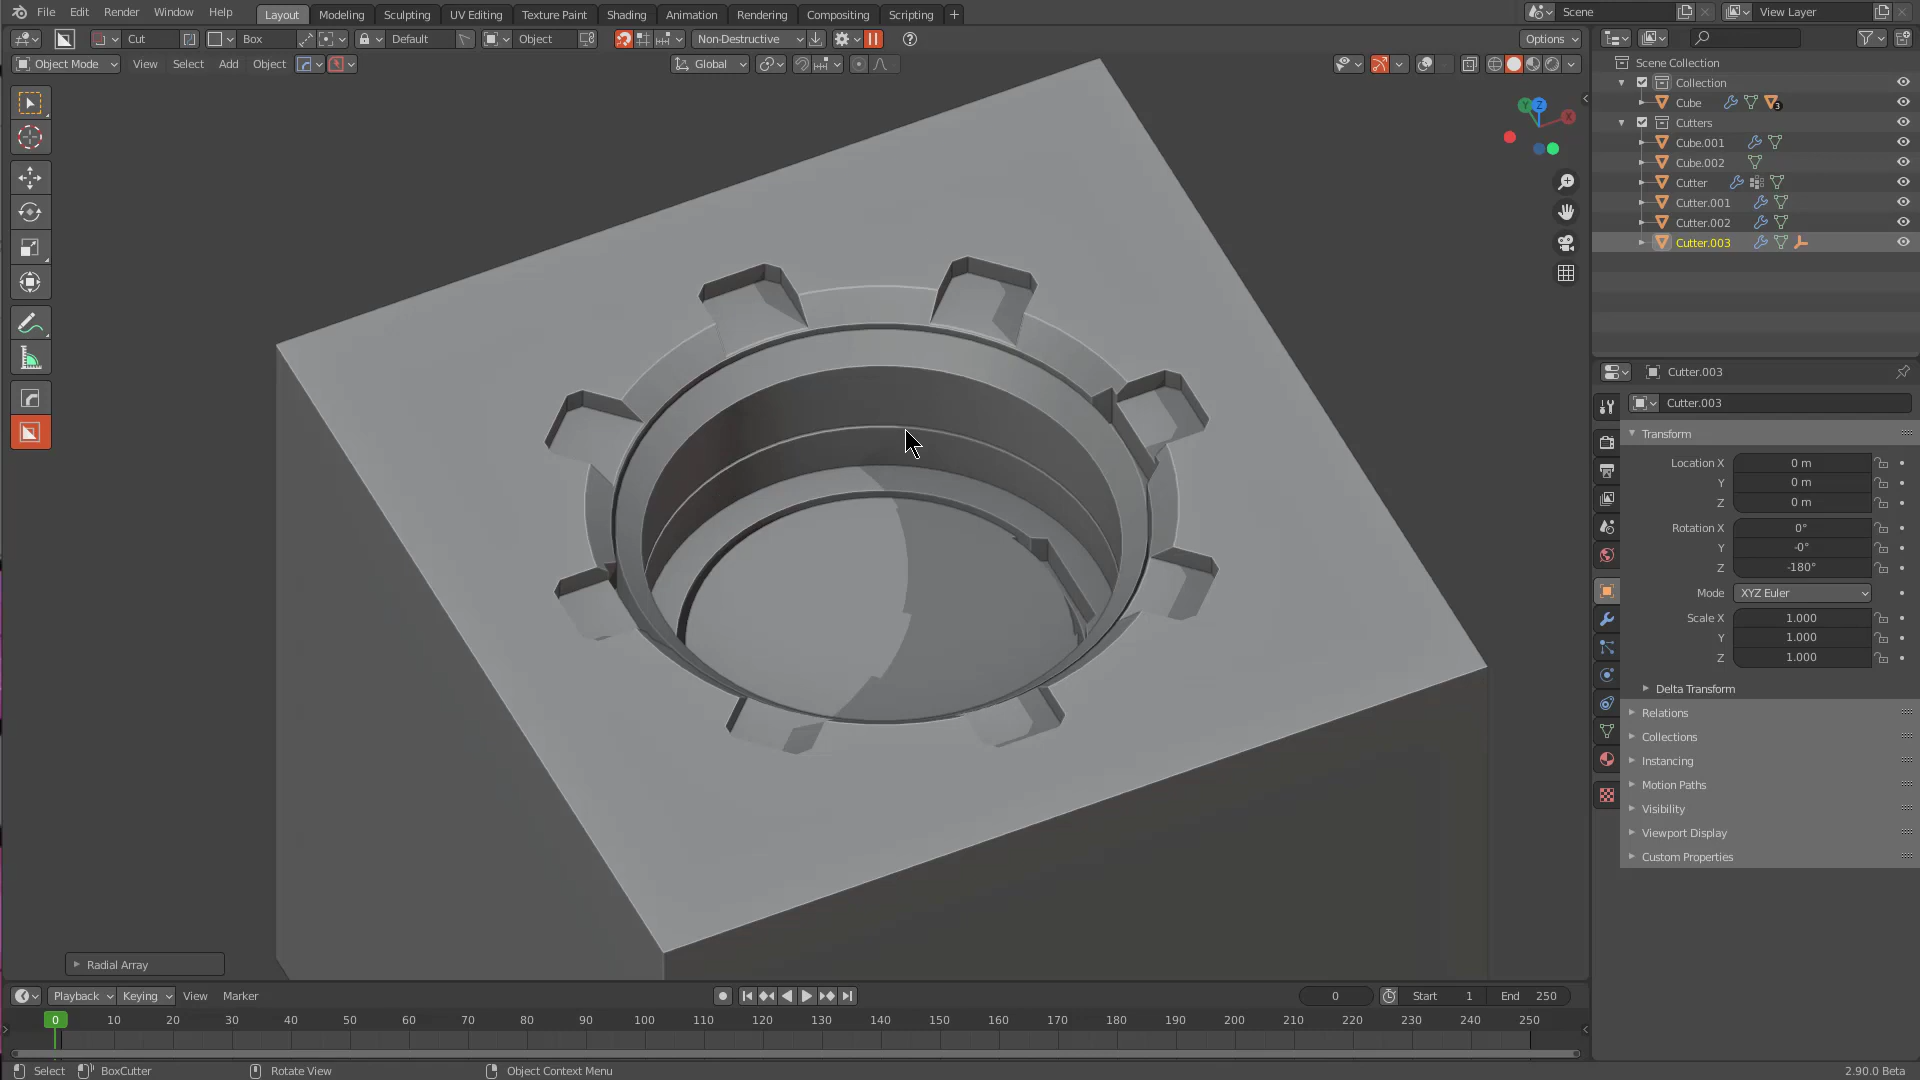 File Edit Render Window Help Layout Modeling Sculpting UV Editing Texture Paint Shading Animation Rendering Compositing Scripting + Scene View Layer
Cut Box Default Object Non-Destructive Options
Object Mode View Select Add Object Global
Scene Collection
Collection
Cube 3
Cutters
Cube.001
Cube.002
Cutter
Cutter.001
Cutter.002
Cutter.003
Y Z X
Cutter.003
Cutter.003
Transform
Location X 0 m
Y 0 m
Z 0 m
Rotation X 0°
Y -0°
Z -180°
Mode XYZ Euler
Scale X 1.000
Y 1.000
Z 1.000
Delta Transform
Relations
Collections
Instancing
Motion Paths
Visibility
Viewport Display
Custom Properties
Radial Array
Playback Keying View Marker 0 Start 1 End 250
0 10 20 30 40 50 60 70 80 90 100 110 120 130 140 150 160 170 180 190 200 210 220 230 240 250
Select BoxCutter Rotate View Object Context Menu 2.90.0 Beta